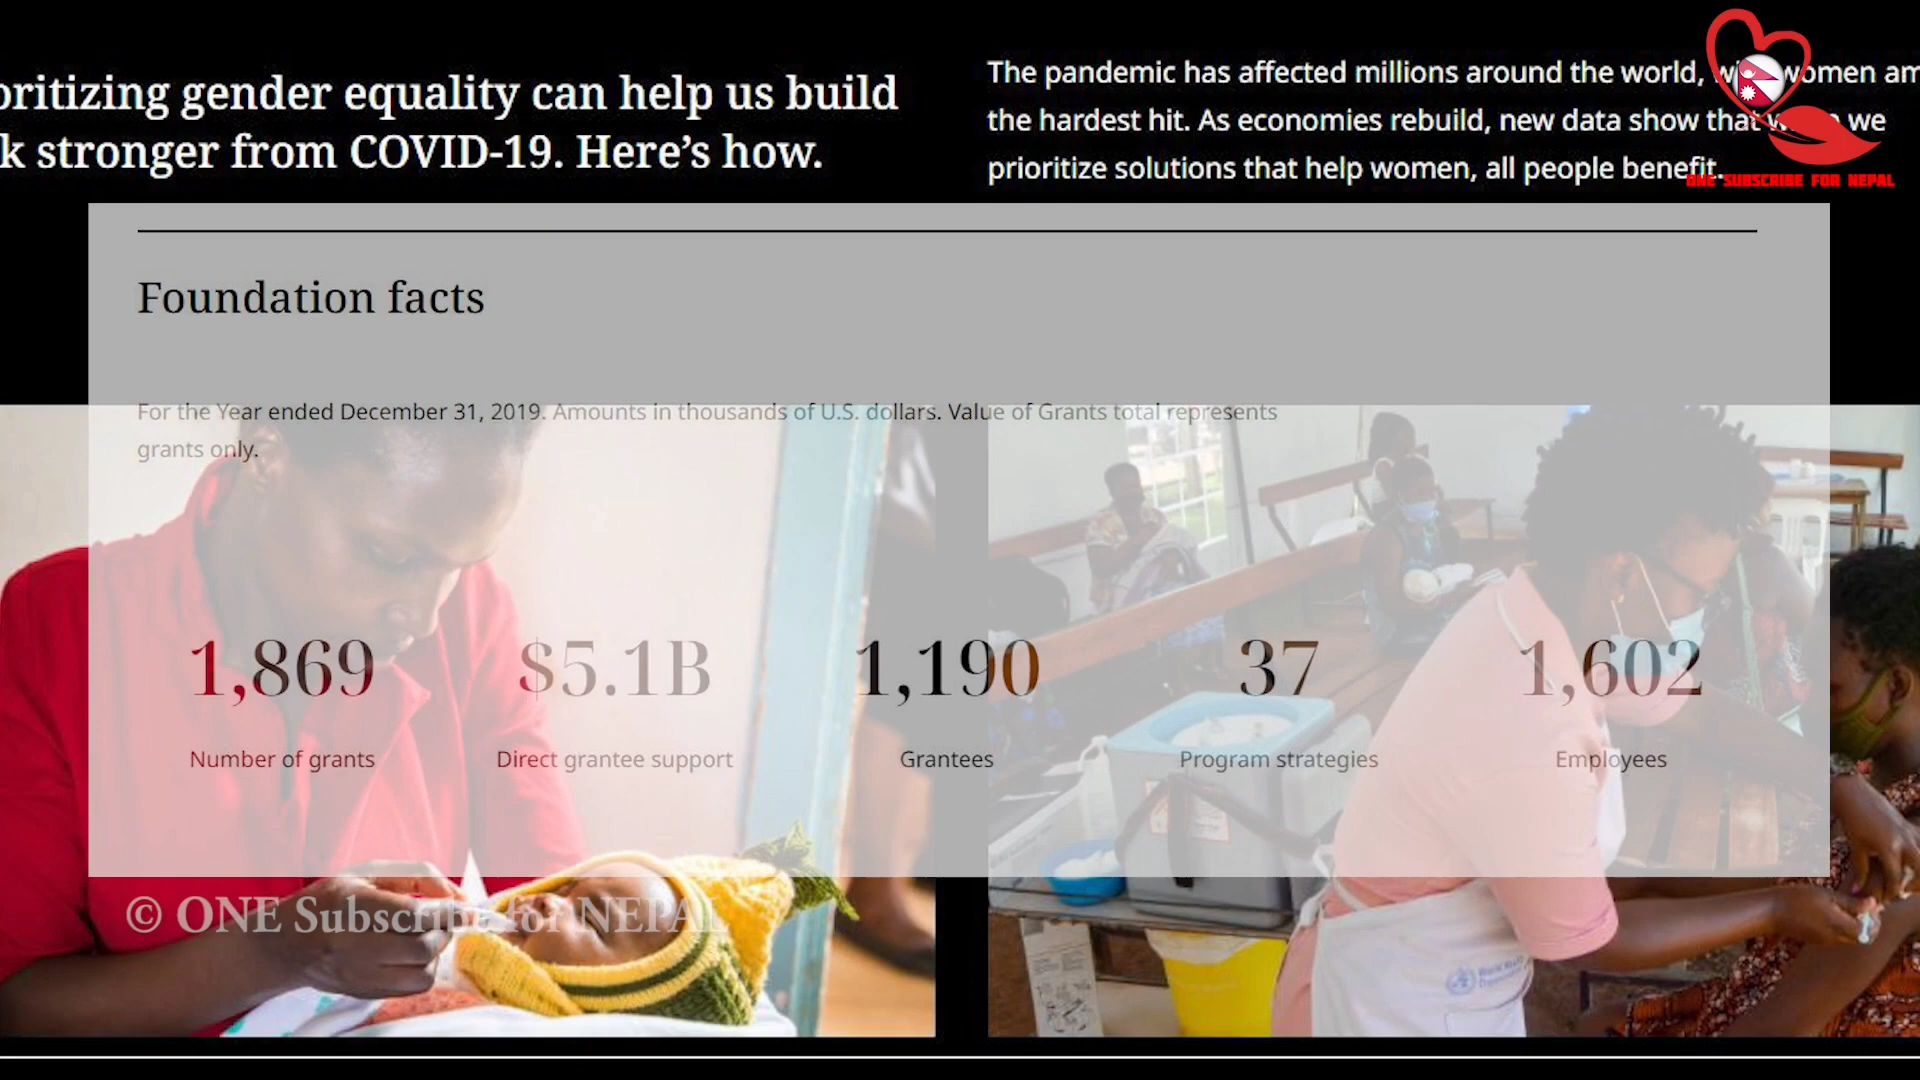 oritizing gender equality can help us build
k stronger from COVID-19. Here’s how.
The pandemic has affected millions around the world, women am
the hardest hit. As economies rebuild, new data show that we
prioritize solutions that help women, all people benefit.
ONE SUBSCRIBE FOR NEPAL
Foundation facts
For the Year ended December 31, 2019. Amounts in thousands of U.S. dollars. Value of Grants total represents
grants only.
1,869 $5.1B 1,190 37 1,602
Number of grants Direct grantee support Grantees Program strategies Employees
© ONE Subscribe for NEPAL